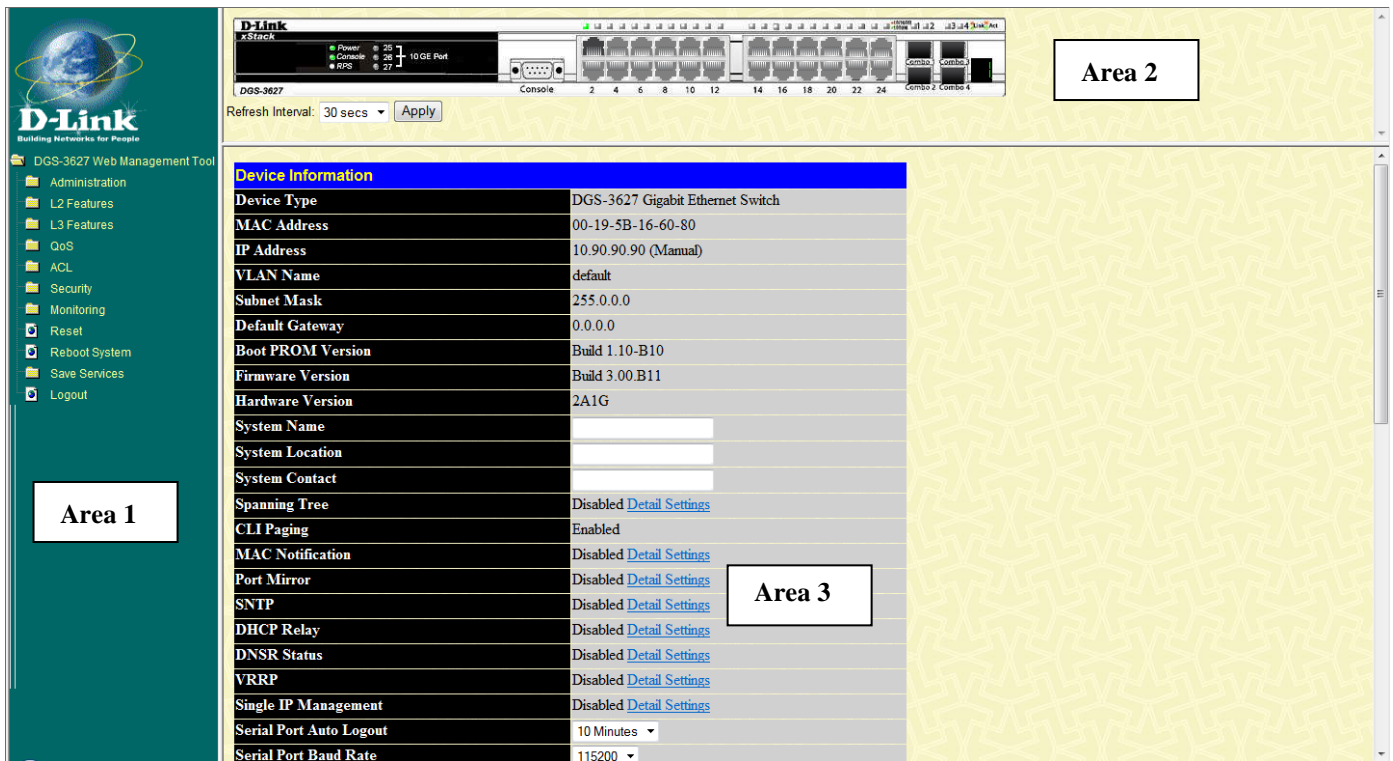 D-Link
Building Networks for People
DGS-3627 Web Management Tool
Administration
L2 Features
L3 Features
QoS
ACL
Security
Monitoring
Reset
Reboot System
Save Services
Logout
Area 1
D-Link
xStack
Power 25
Console 26 10 GE Port
RPS 27
DGS-3627
Console 2 4 6 8 10 12 14 16 18 20 22 24 Combo 2 Combo 4
Combo 1
Area 2
Refresh Interval: 30 secs Apply
Device Information
Device Type DGS-3627 Gigabit Ethernet Switch
MAC Address 00-19-5B-16-60-80
IP Address 10.90.90.90 (Manual)
VLAN Name default
Subnet Mask 255.0.0.0
Default Gateway 0.0.0.0
Boot PROM Version Build 1.10-B10
Firmware Version Build 3.00.B11
Hardware Version 2A1G
System Name
System Location
System Contact
Spanning Tree Disabled Detail Settings
CLI Paging Enabled
MAC Notification Disabled Detail Settings
Port Mirror Disabled Detail Settings
Area 3
SNTP Disabled Detail Settings
DHCP Relay Disabled Detail Settings
DNSR Status Disabled Detail Settings
VRRP Disabled Detail Settings
Single IP Management Disabled Detail Settings
Serial Port Auto Logout 10 Minutes
Serial Port Baud Rate 115200